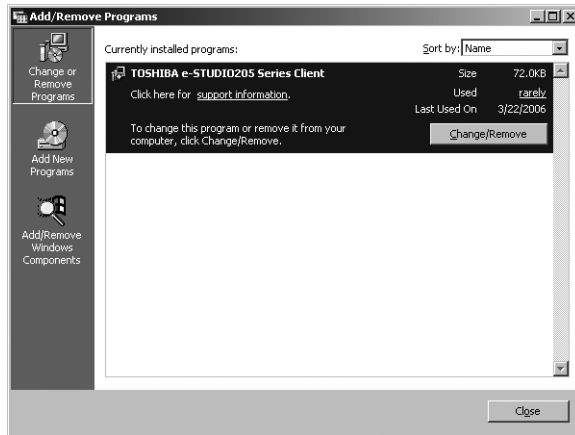 Add/Remove Programs
Change or
Remove
Programs
Add New
Programs
Add/Remove
Windows
Components
Currently installed programs:
Sort by: Name
TOSHIBA e-STUDIO205 Series Client
Size 72.0KB
Click here for support information.
Used rarely
Last Used On 3/22/2006
To change this program or remove it from your
computer, click Change/Remove.
Change/Remove
Close